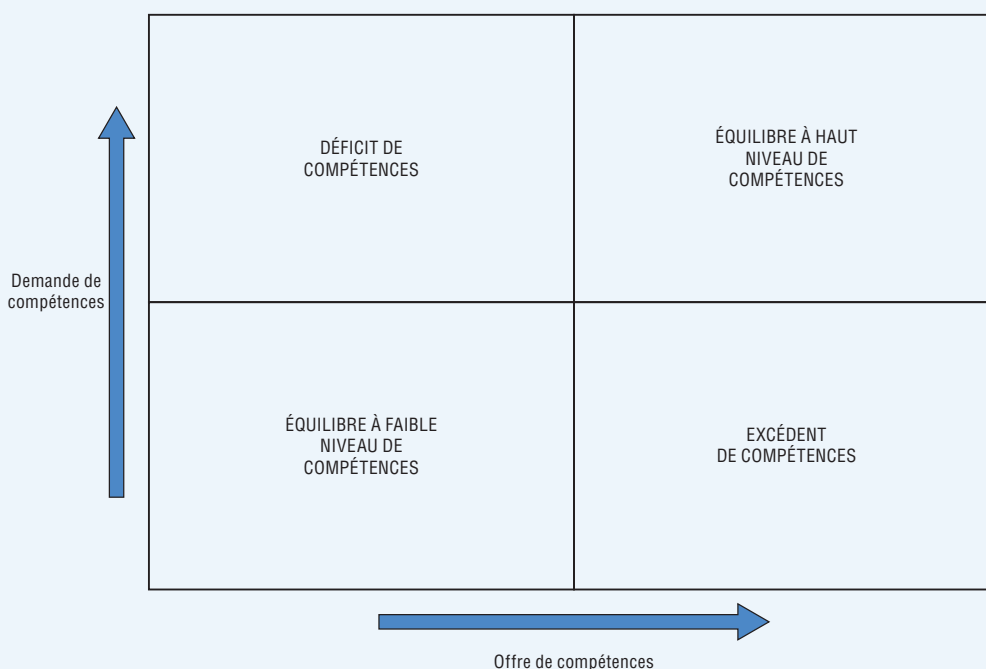 DÉFICIT DE
COMPÉTENCES
ÉQUILIBRE À HAUT
NIVEAU DE
COMPÉTENCES
Demande de
compétences
ÉQUILIBRE À FAIBLE
NIVEAU DE
COMPÉTENCES
EXCÉDENT
DE COMPÉTENCES
Offre de compétences